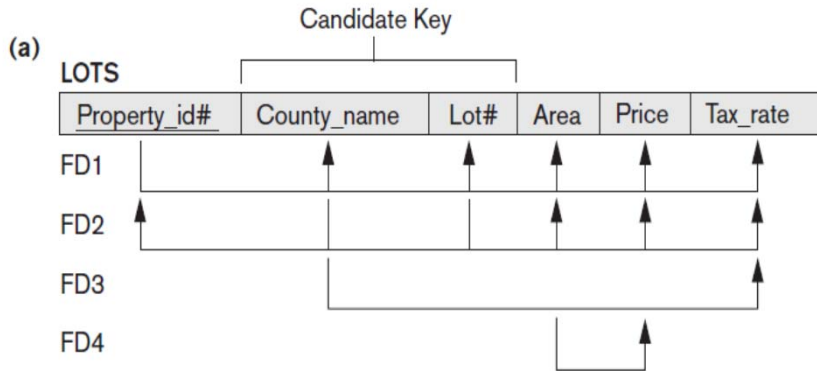 Candidate Key
(a)
LOTS
Property_id# County_name Lot# Area Price Tax_rate
FD1
FD2
FD3
FD4